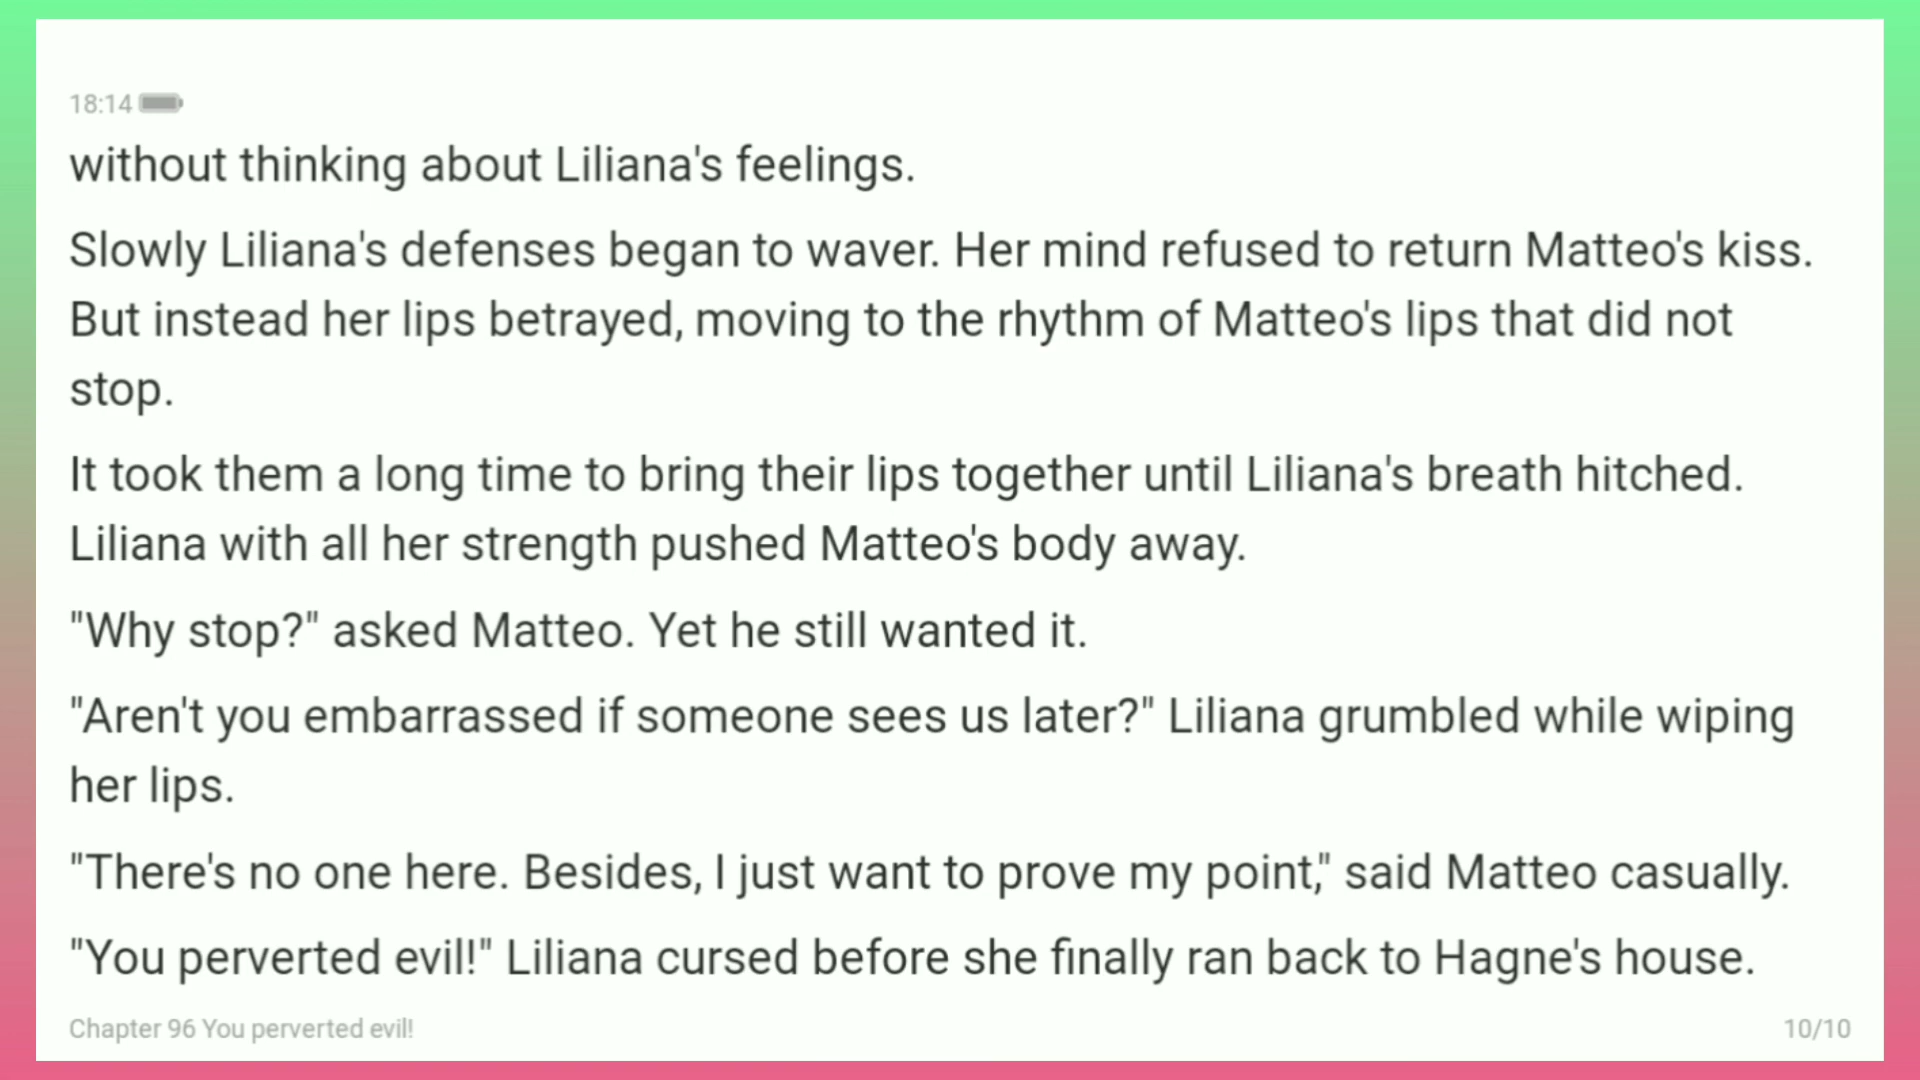 18:14
without thinking about Liliana's feelings.
Slowly Liliana's defenses began to waver. Her mind refused to return Matteo's kiss.
But instead her lips betrayed, moving to the rhythm of Matteo's lips that did not
stop.
It took them a long time to bring their lips together until Liliana's breath hitched.
Liliana with all her strength pushed Matteo's body away.
"Why stop?" asked Matteo. Yet he still wanted it.
"Aren't you embarrassed if someone sees us later?" Liliana grumbled while wiping
her lips.
"There's no one here. Besides, I just want to prove my point," said Matteo casually.
"You perverted evil!" Liliana cursed before she finally ran back to Hagne's house.
Chapter 96 You perverted evil!
10/10